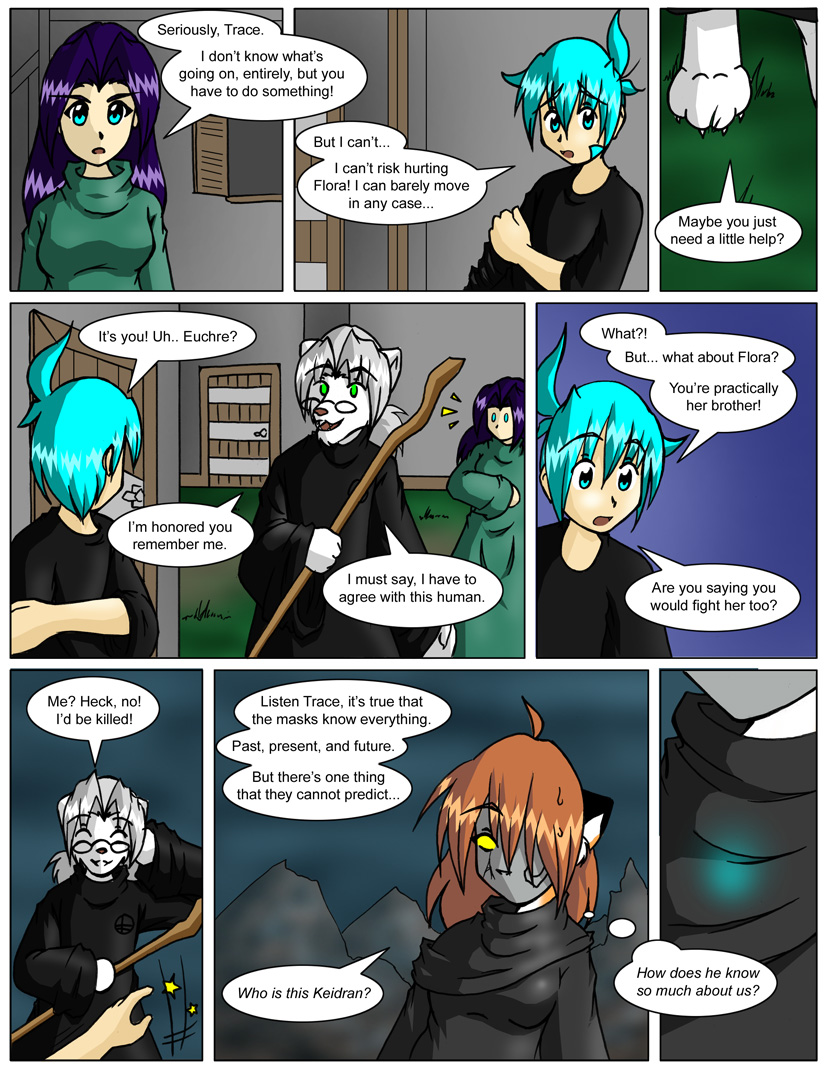 Seriously, Trace.
I don't know what's
going on, entirely, but you
have to do something!
But I can't...
I can't risk hurting
Flora! I can barely move
in any case...
Maybe you just
need a little help?
It's you! Uh.. Euchre?
I'm honored you
remember me.
I must say, I have to
agree with this human.
What?!
But... what about Flora?
You're practically
her brother!
Are you saying you
would fight her too?
Me? Heck, no!
I'd be killed!
Listen Trace, it's true that
the masks know everything.
Past, present, and future.
But there's one thing
that they cannot predict...
Who is this Keidran?
How does he know
so much about us?